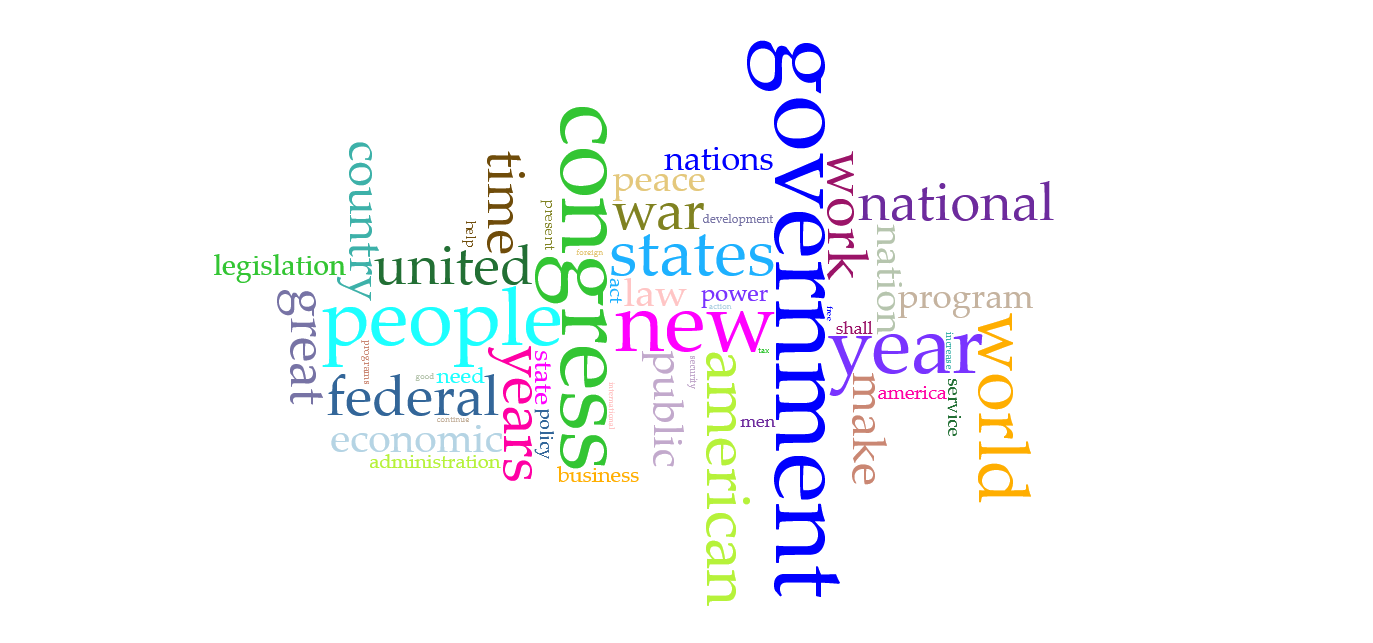 government
congress
nations
country
time
work
peace
national
war
present
development
help
nation
states
foreign
united
legislation
act
law
power
program
great
people
new
action
free
shall
year
world
increase
programs
years
state
public
tax
american
security
good
need
federal
make
america
service
international
continue
policy
men
economic
administration
business